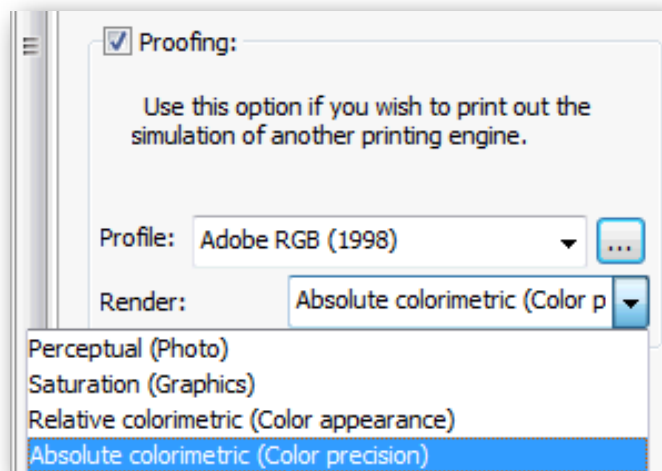 Proofing:
Use this option if you wish to print out the
simulation of another printing engine.
Profile: Adobe RGB (1998) ...
Render: Absolute colorimetric (Color p
Perceptual (Photo)
Saturation (Graphics)
Relative colorimetric (Color appearance)
Absolute colorimetric (Color precision)